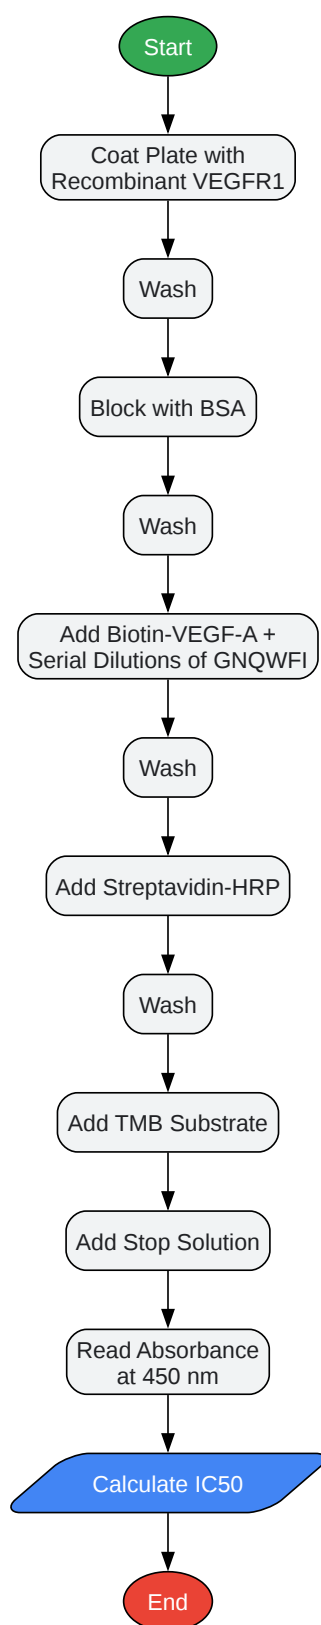 Start
Coat Plate with
Recombinant VEGFR1
Wash
Block with BSA
Wash
Add Biotin-VEGF-A +
Serial Dilutions of GNQWFI
Wash
Add Streptavidin-HRP
Wash
Add TMB Substrate
Add Stop Solution
Read Absorbance
at 450 nm
Calculate IC50
End